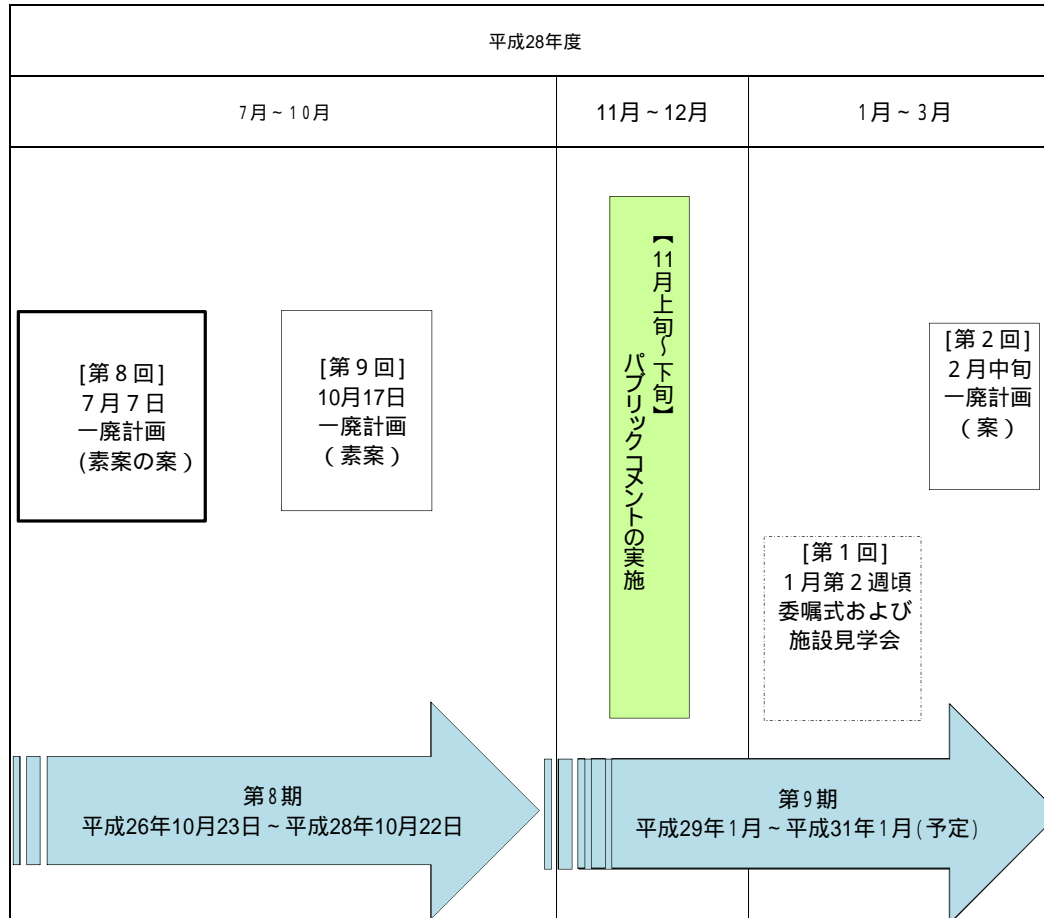 平成28年度
7月～10月
11月～12月
1月～3月
[第８回]
７月７日
一廃計画
(素案の案）
[第９回]
10月17日
一廃計画
（素案）
【11月上旬～下旬】
パブリックコメントの実施
[第２回]
２月中旬
一廃計画
（案）
[第１回]
１月第２週頃
委嘱式および
施設見学会
第8期
平成26年10月23日～平成28年10月22日
第9期
平成29年1月～平成31年1月(予定)